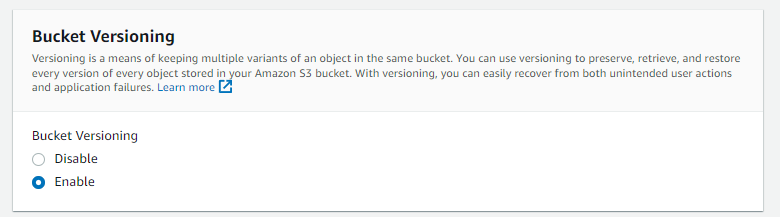 Bucket Versioning
Versioning is a means of keeping multiple variants of an object in the same bucket. You can use versioning to preserve, retrieve, and restore
every version of every object stored in your Amazon S3 bucket. With versioning, you can easily recover from both unintended user actions
and application failures. Learn more
Bucket Versioning
Disable
Enable